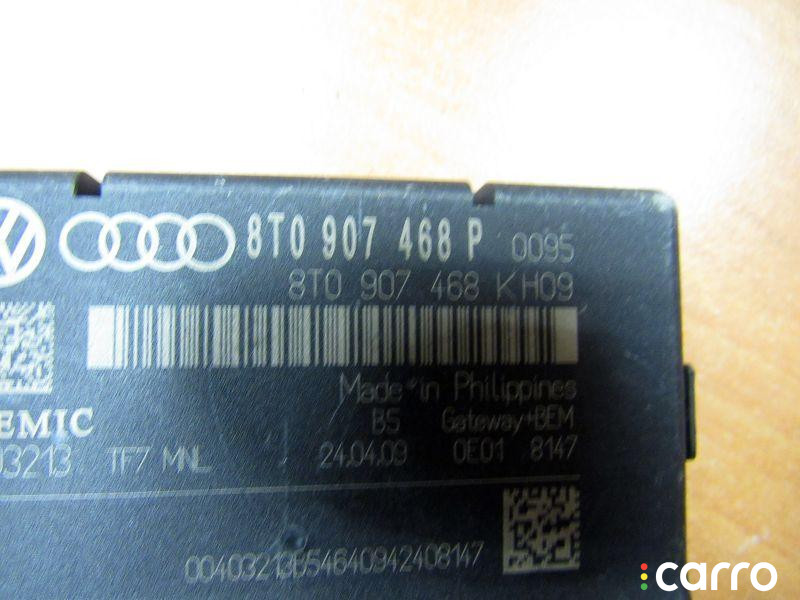 8T0 907 468 P 0095
8T0 907 468 KH09
Made in Philippines
B5 Gateway+BEM
EMIC
03213 TF7 MNL 24.04.09 0E01 8147
00403213B54640942408147
carro